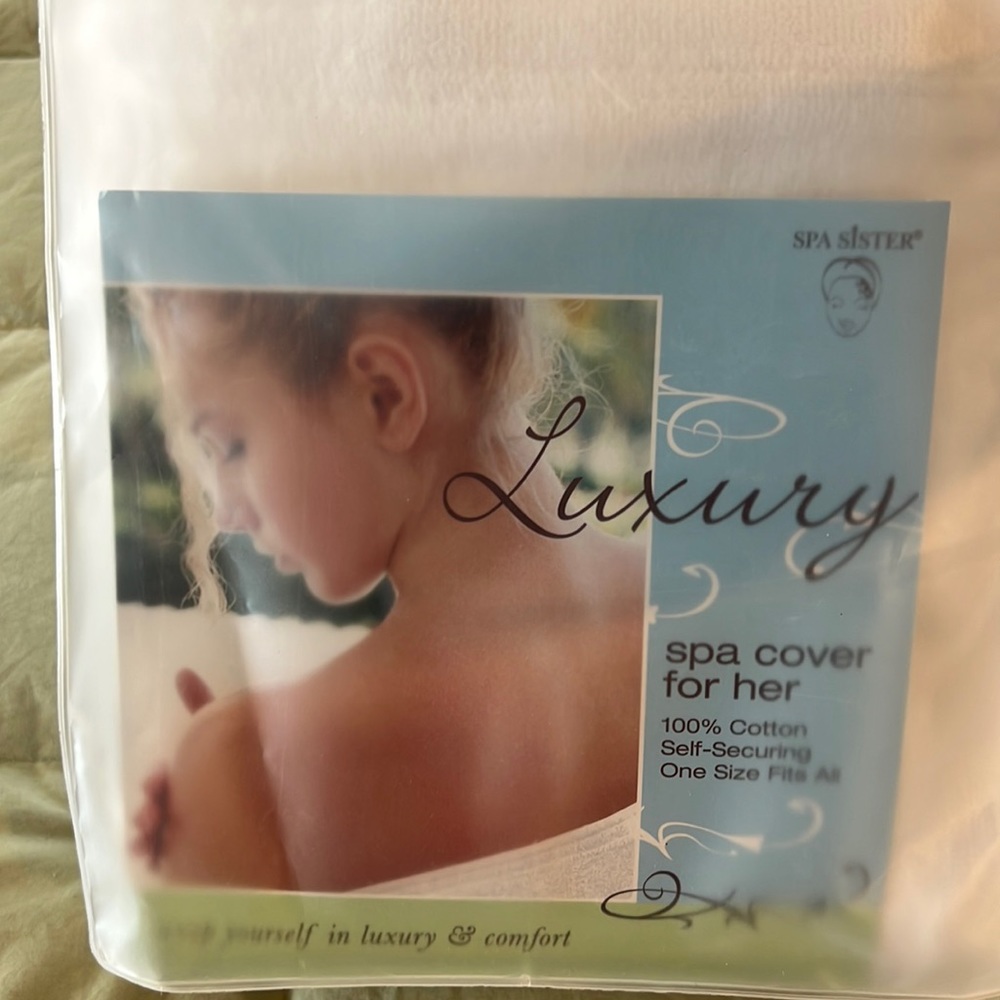 SPA SISTER®
Luxury
spa cover
for her
100% Cotton
Self-Securing
One Size Fits All
yourself in luxury & comfort